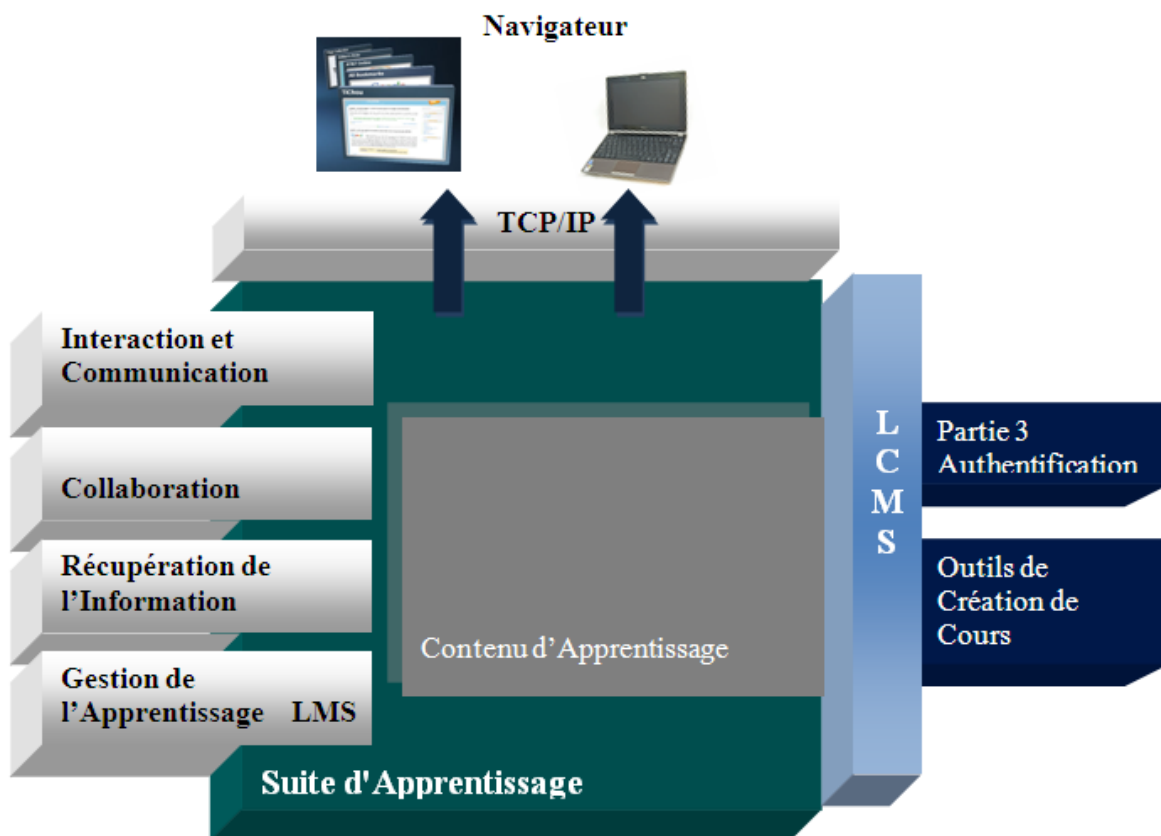 Navigateur
TCP/IP
Interaction et
Communication
Collaboration
Récupération de
l’Information
Gestion de
l’Apprentissage LMS
Contenu d’Apprentissage
Suite d'Apprentissage
L
C
M
S
Partie 3
Authentification
Outils de
Création de
Cours